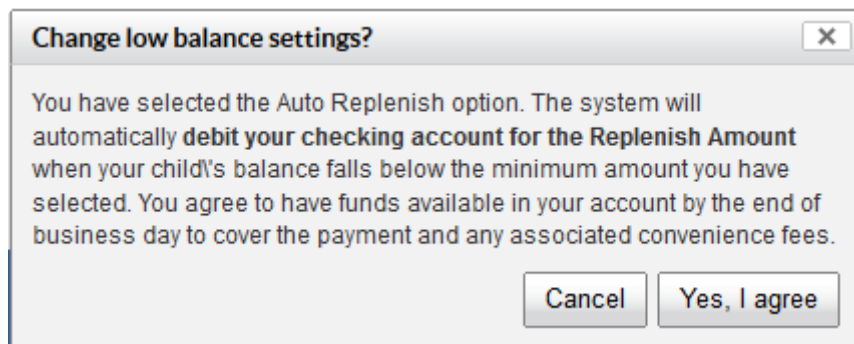 Change low balance settings?
You have selected the Auto Replenish option. The system will
automatically debit your checking account for the Replenish Amount
when your child\'s balance falls below the minimum amount you have
selected. You agree to have funds available in your account by the end of
business day to cover the payment and any associated convenience fees.
Cancel Yes, I agree